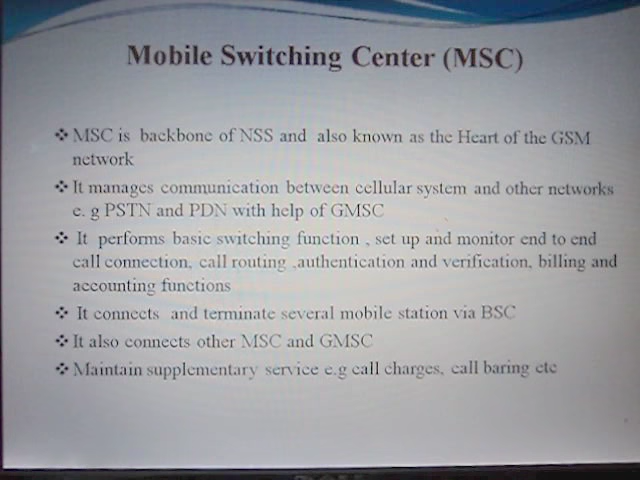 Mobile Switching Center (MSC)
❖ MSC is backbone of NSS and also known as the Heart of the GSM
network
❖ It manages communication between cellular system and other networks
e. g PSTN and PDN with help of GMSC
❖ It performs basic switching function , set up and monitor end to end
call connection, call routing ,authentication and verification, billing and
accounting functions
❖ It connects and terminate several mobile station via BSC
❖ It also connects other MSC and GMSC
❖ Maintain supplementary service e.g call charges, call baring etc